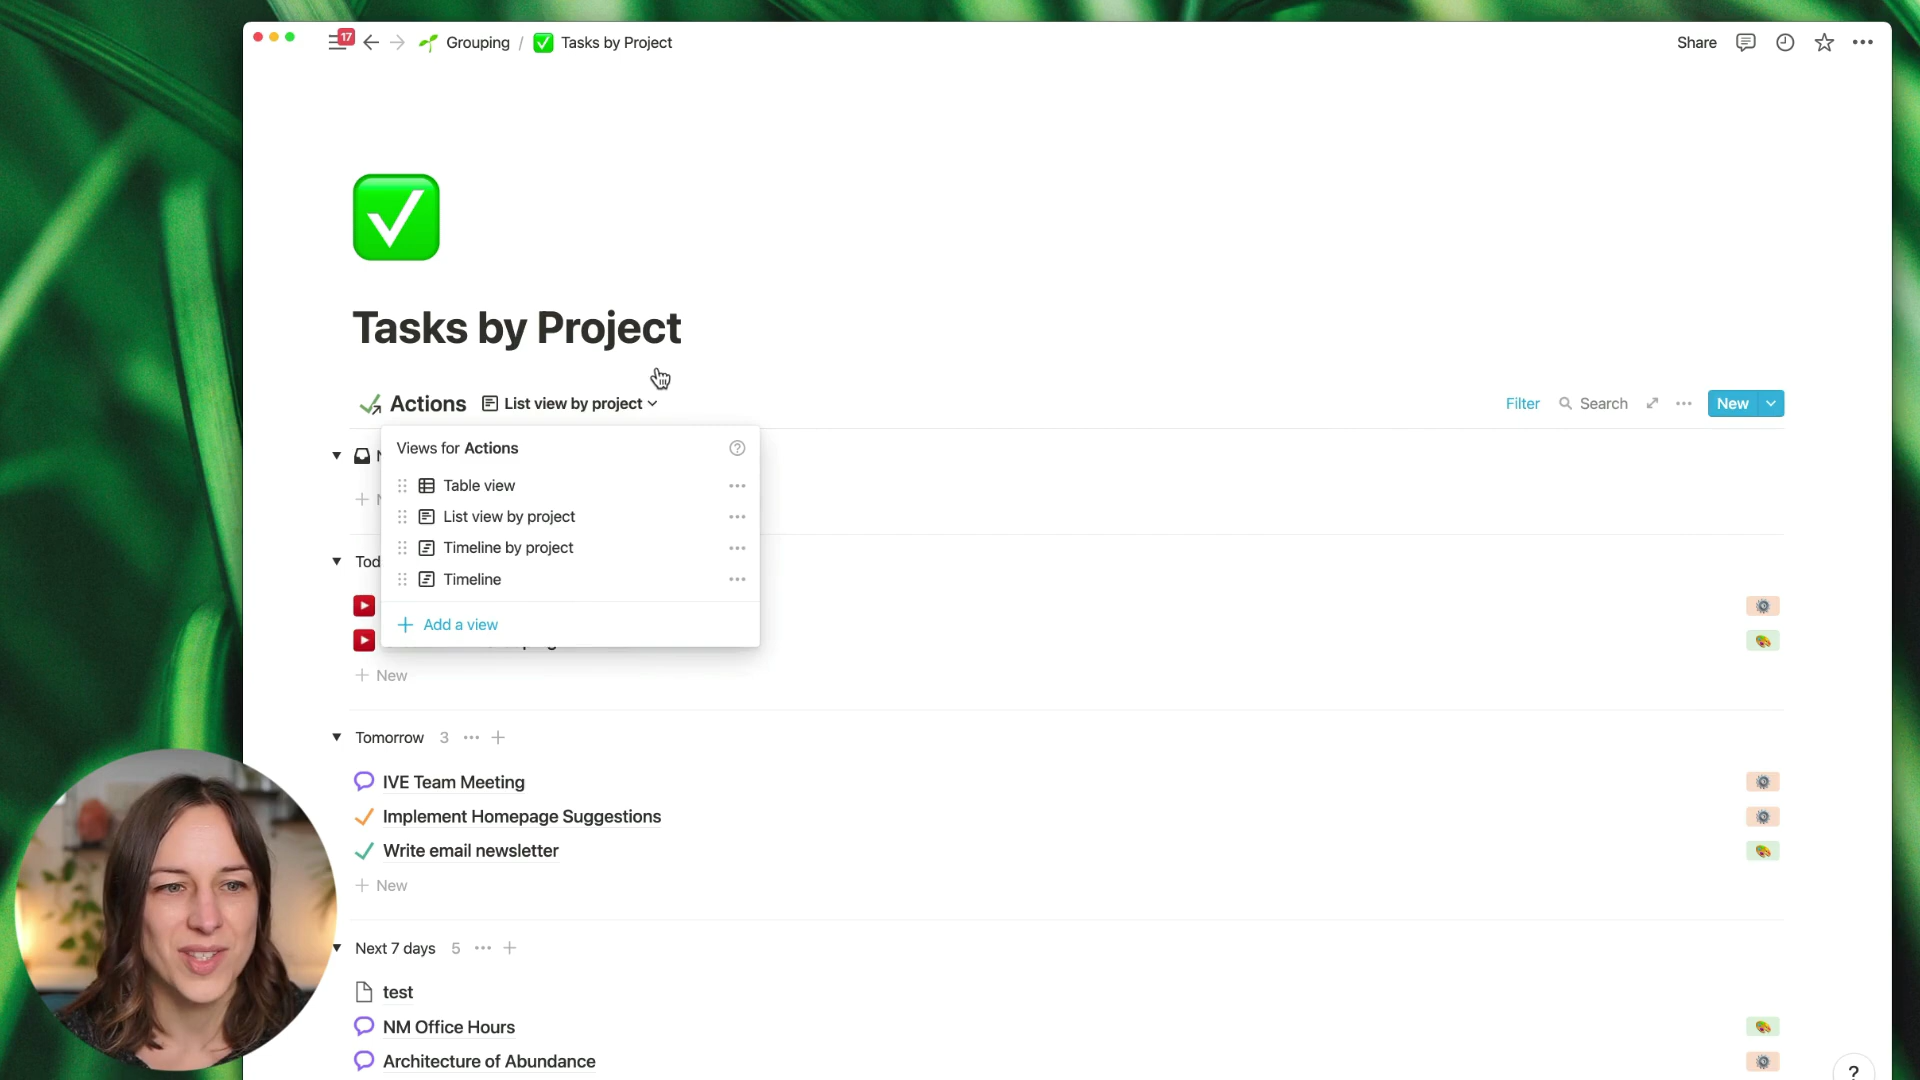 17
Grouping / Tasks by Project
Share
Tasks by Project
Actions List view by project
Filter Search New
Views for Actions
Table view
List view by project
Timeline by project
Timeline
+ Add a view
+ New
Tomorrow 3
IVE Team Meeting
Implement Homepage Suggestions
Write email newsletter
+ New
Next 7 days 5
test
NM Office Hours
Architecture of Abundance
?